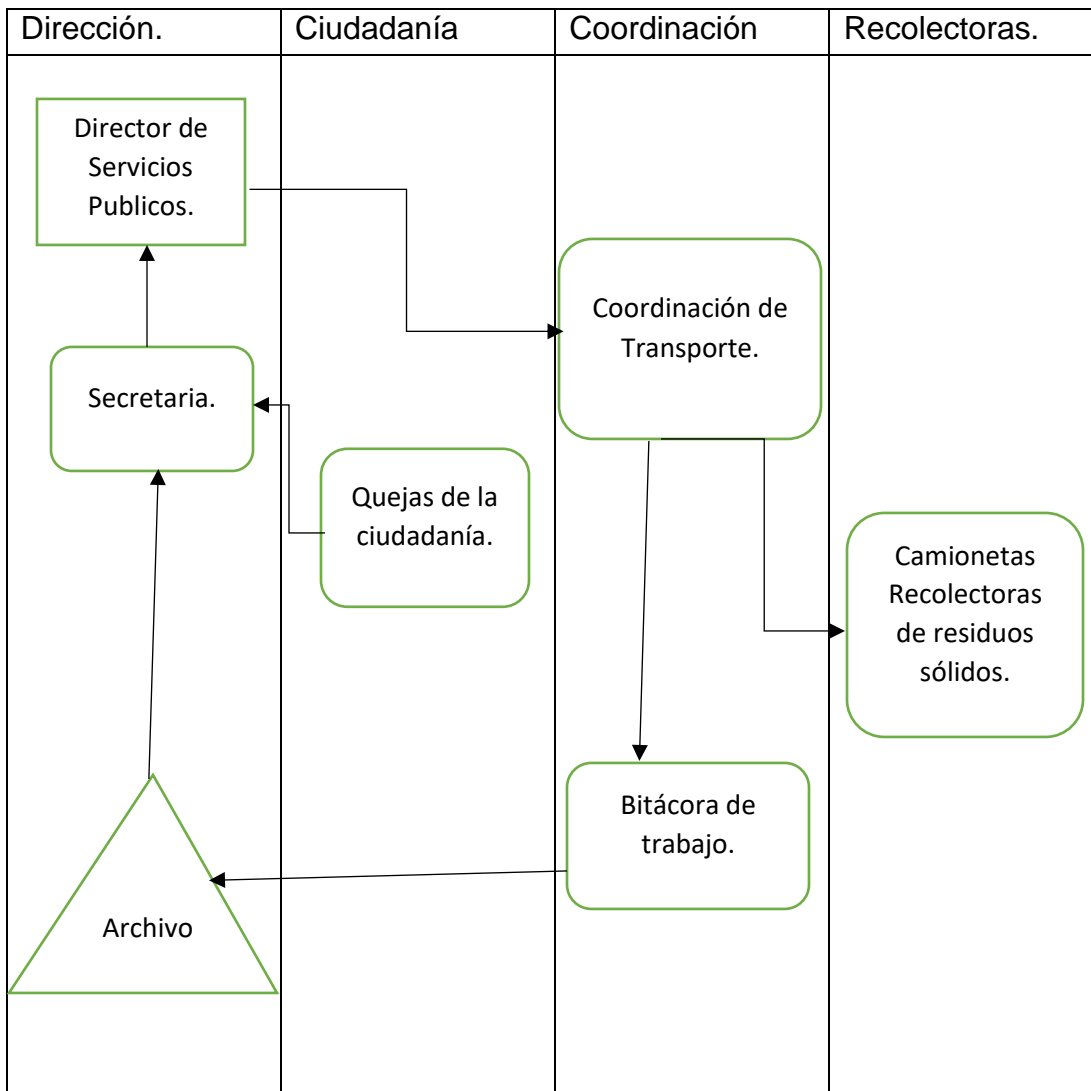 Dirección.
Ciudadanía
Coordinación
Recolectoras.
Director de
Servicios
Publicos.
Coordinación de
Transporte.
Secretaria.
Quejas de la
ciudadanía.
Camionetas
Recolectoras
de residuos
sólidos.
Bitácora de
trabajo.
Archivo